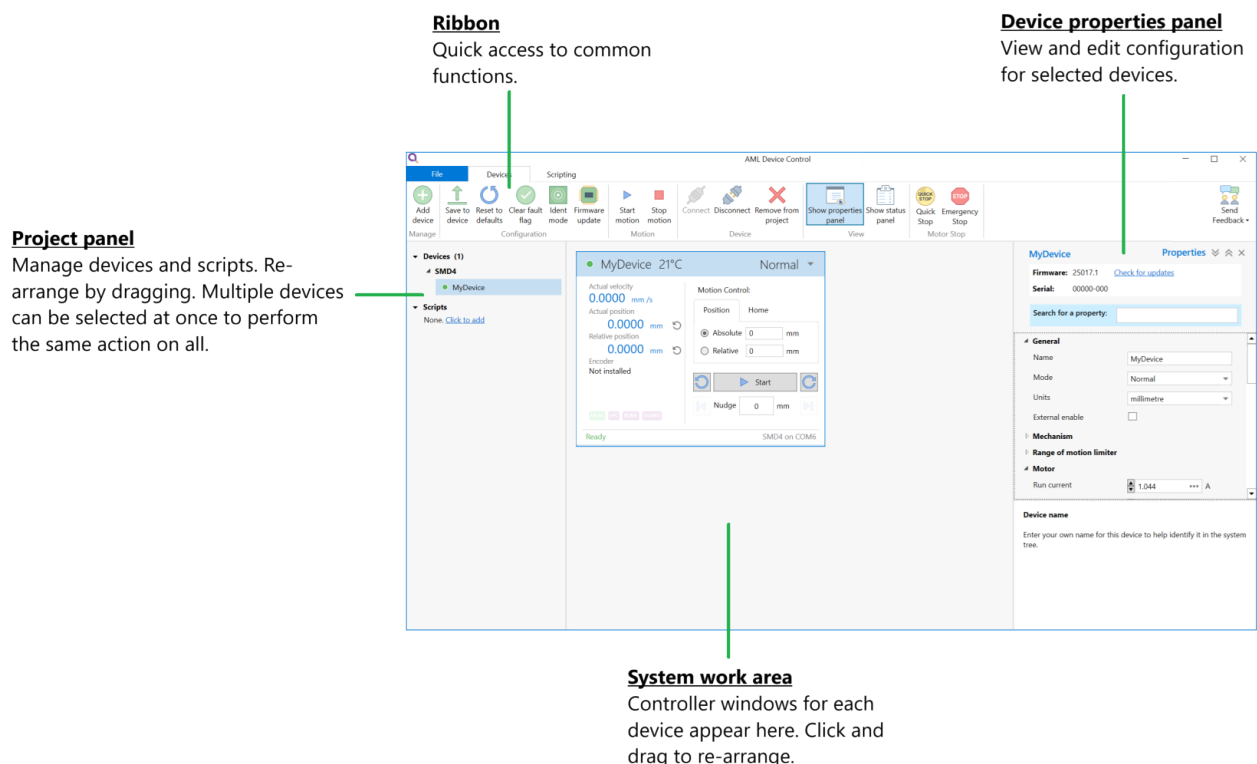 Ribbon
Quick access to common
functions.
Device properties panel
View and edit configuration
for selected devices.
Project panel
Manage devices and scripts. Re-
arrange by dragging. Multiple devices
can be selected at once to perform
the same action on all.
AML Device Control
File Devices Scripting
Add device
Save to device
Reset to defaults
Clear fault flag
Ident mode
Firmware update
Start motion
Stop motion
Connect
Disconnect
Remove from project
Show properties panel
Show status panel
QUICK STOP
Quick Stop
STOP
Emergency Stop
Send Feedback
Manage Configuration Motion Device View Motor Stop
Devices (1)
SMD4
MyDevice
Scripts
None. Click to add
MyDevice 21°C Normal
Actual velocity
0.0000 mm /s
Actual position
0.0000 mm
Relative position
0.0000 mm
Encoder
Not installed
Motion Control:
Position Home
Absolute 0 mm
Relative 0 mm
Start
Nudge 0 mm
Ready SMD4 on COM6
MyDevice Properties
Firmware: 25017.1 Check for updates
Serial: 00000-000
Search for a property:
General
Name MyDevice
Mode Normal
Units millimetre
External enable
Mechanism
Range of motion limiter
Motor
Run current 1.044 ••• A
Device name
Enter your own name for this device to help identify it in the system
tree.
System work area
Controller windows for each
device appear here. Click and
drag to re-arrange.